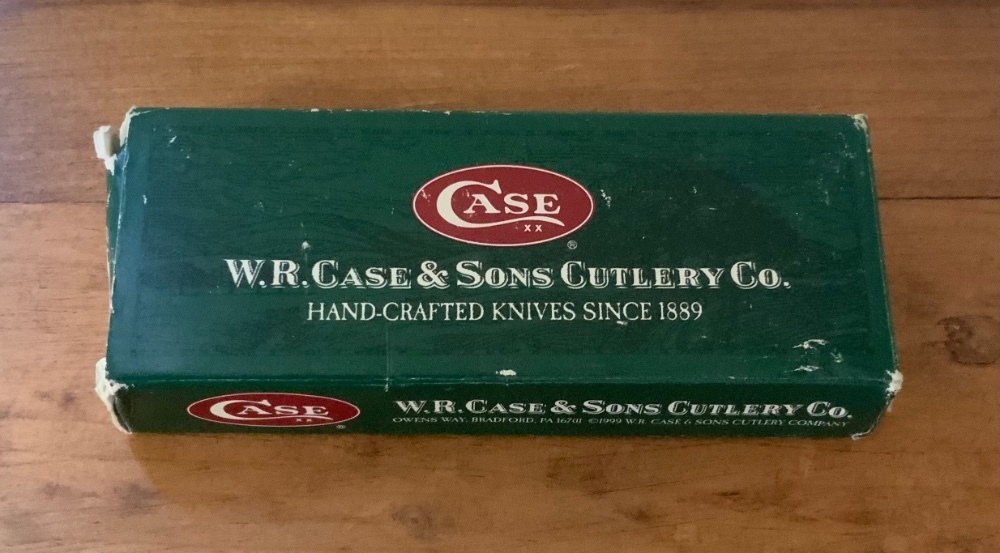 CASE
XX
®
W.R. CASE & SONS CUTLERY CO.
HAND-CRAFTED KNIVES SINCE 1889
CASE
XX
®
W.R. CASE & SONS CUTLERY CO.
OWENS WAY, BRADFORD, PA 16701 ©1999 W.R. CASE & SONS CUTLERY COMPANY